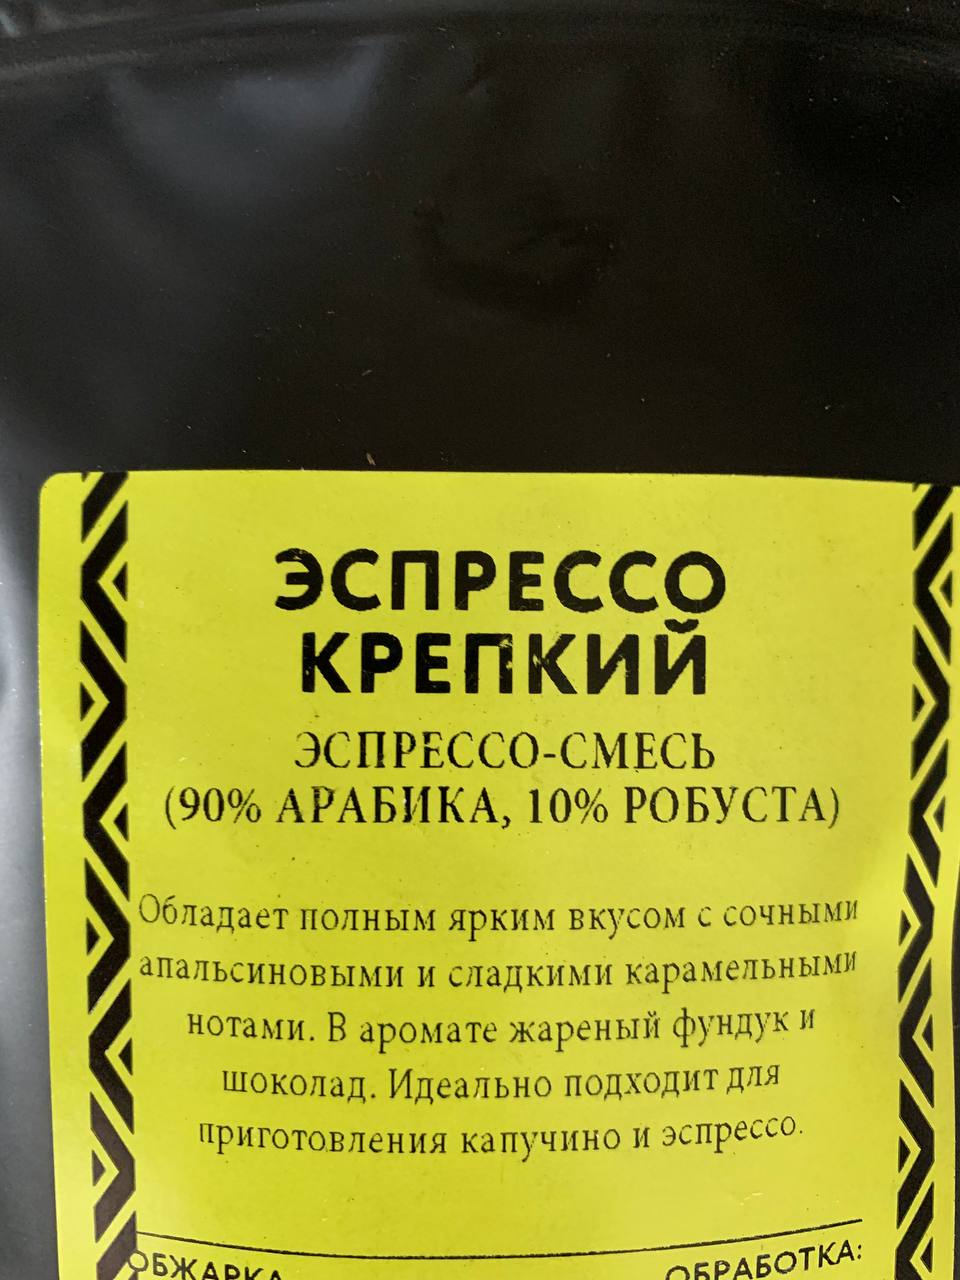 ЭСПРЕССО
КРЕПКИЙ
ЭСПРЕССО-СМЕСЬ
(90% АРАБИКА, 10% РОБУСТА)
Обладает полным ярким вкусом с сочными
апальсиновыми и сладкими карамельными
нотами. В аромате жареный фундук и
шоколад. Идеально подходит для
приготовления капучино и эспрессо.
ОБЖАРКА ОБРАБОТКА: